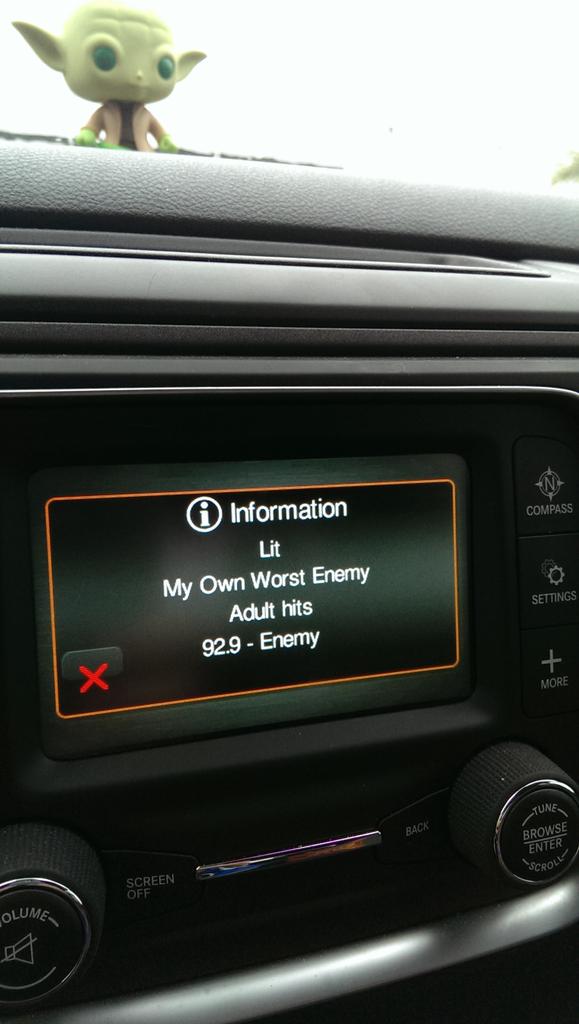 Information
Lit
My Own Worst Enemy
Adult hits
92.9 - Enemy
N
COMPASS
SETTINGS
MORE
TUNE
BROWSE
ENTER
SCROLL
BACK
SCREEN
OFF
VOLUME